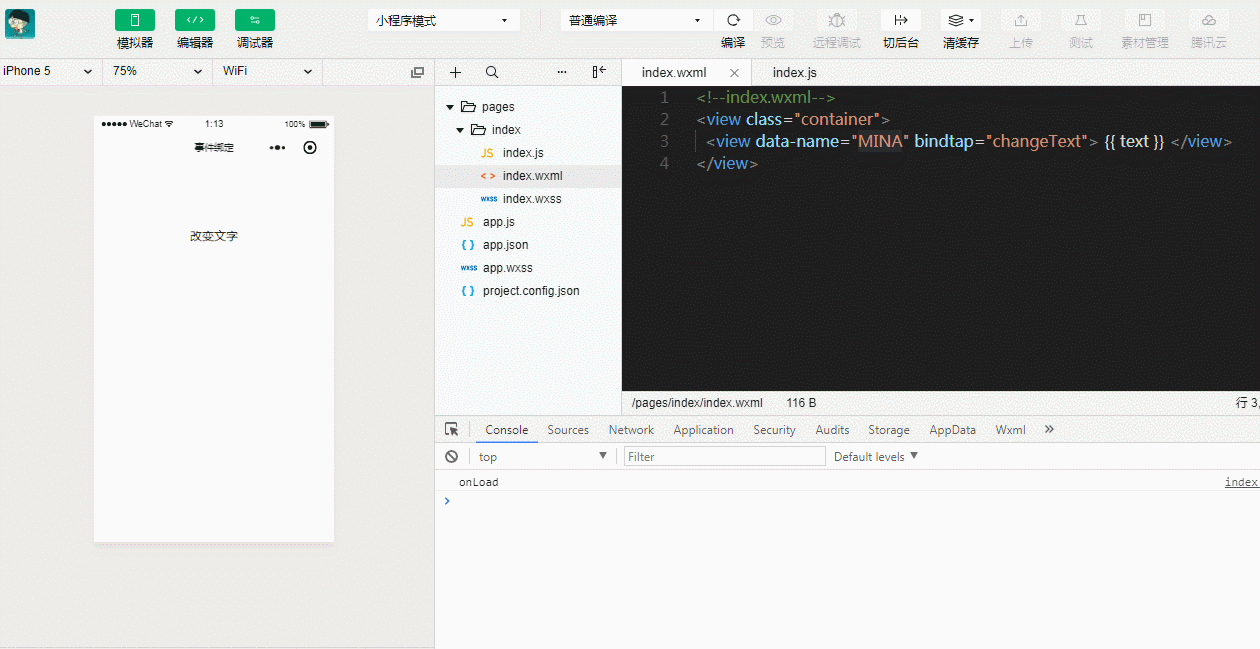 小程序模式
普通编译
模拟器 编辑器 调试器
编译 预览 远程调试 切后台 清缓存 上传 测试 素材管理 腾讯云
iPhone 5 75% WiFi
index.wxml index.js
pages
index
index.js
index.wxml
index.wxss
app.js
app.json
app.wxss
project.config.json
WeChat 1:13 100%
事件绑定
改变文字
1 <!--index.wxml-->
2 <view class="container">
3 <view data-name="MINA" bindtap="changeText"> {{ text }} </view>
4 </view>
/pages/index/index.wxml 116 B 行 3,
Console Sources Network Application Security Audits Storage AppData Wxml
top Filter Default levels
onLoad index